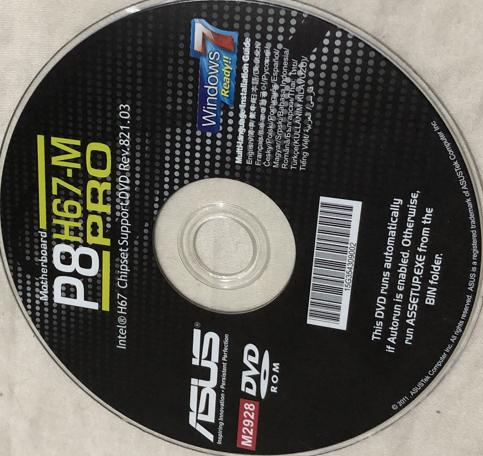 Motherboard
P8H67-M
PRO
Intel® H67 Chipset Support DVD Rev.821.03
Windows 7
Ready!!
Multi-Language Installation Guide
ASUS®
Inspiring Innovation • Persistent Perfection
M2928
DVD
ROM
This DVD runs automatically
if Autorun is enabled. Otherwise,
run ASSETUP.EXE from the
BIN folder.
© 2011, ASUSTek Computer Inc. All rights reserved. ASUS is a registered trademark of ASUSTek Computer Inc.